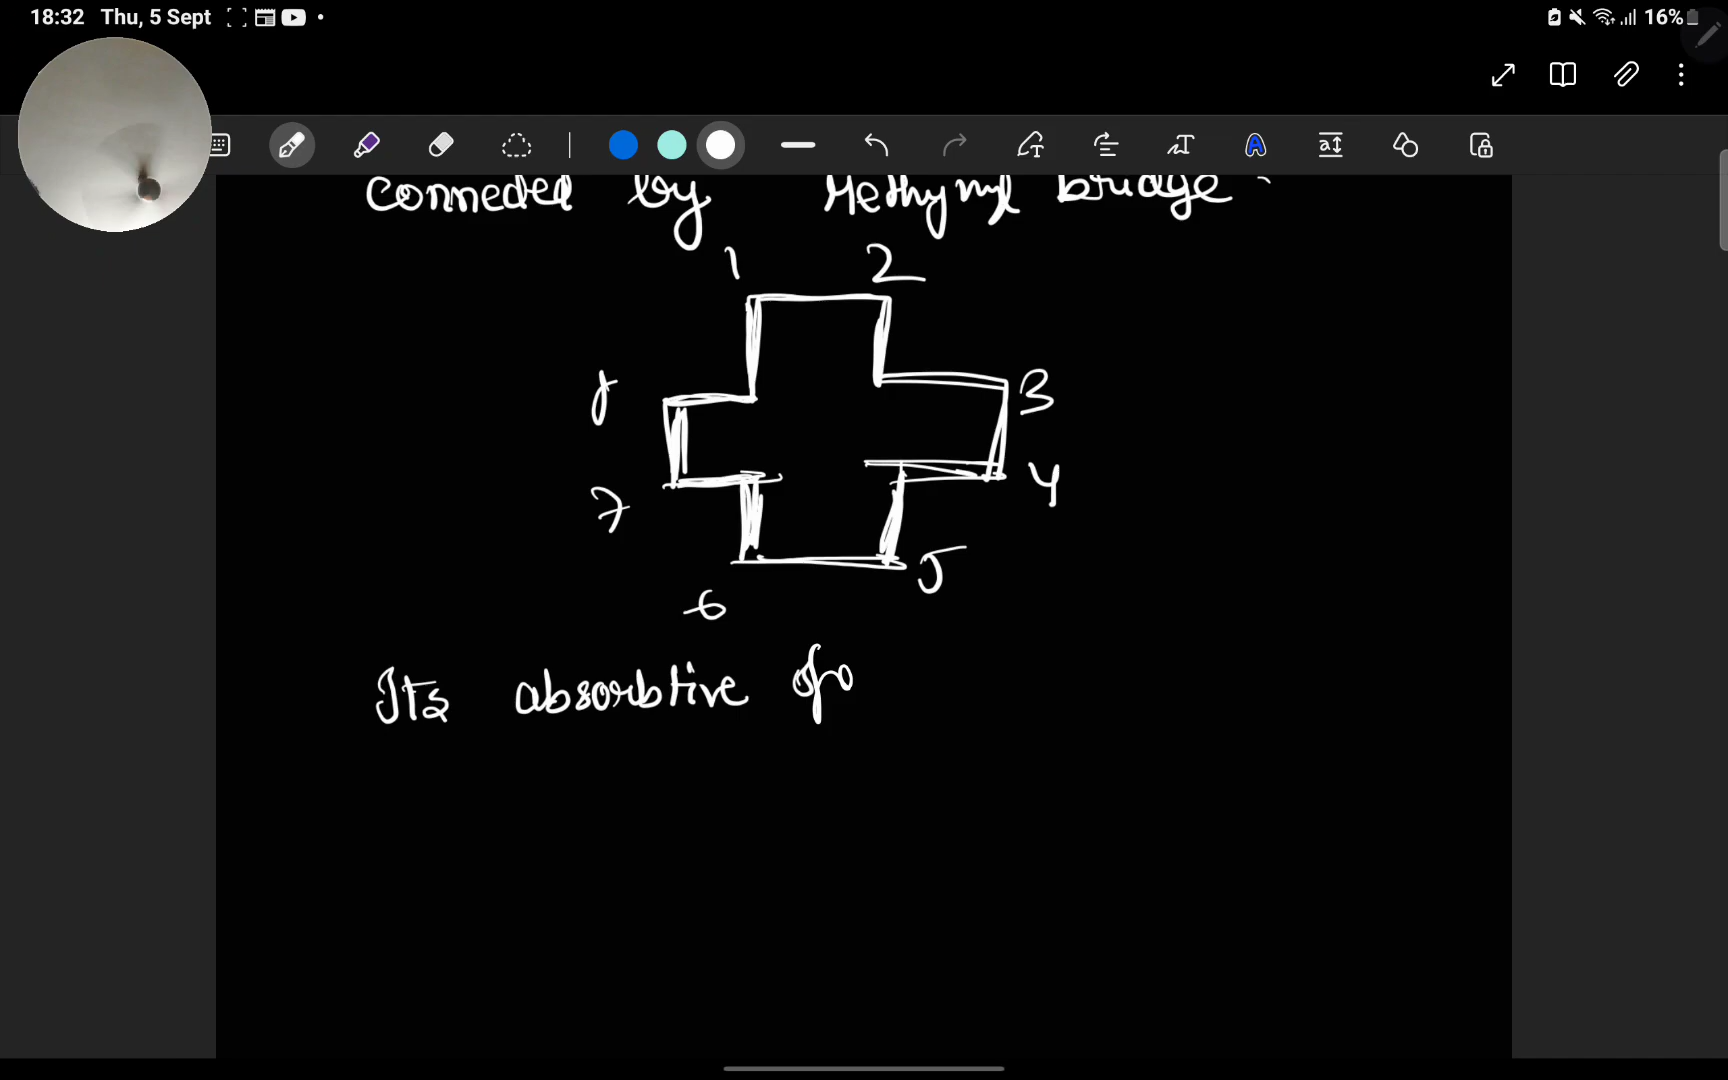 18:32 Thu, 5 Sept 16%
Connected by Methynyl bridge
1 2
8 3
7 4
6 5
Its absorbtive